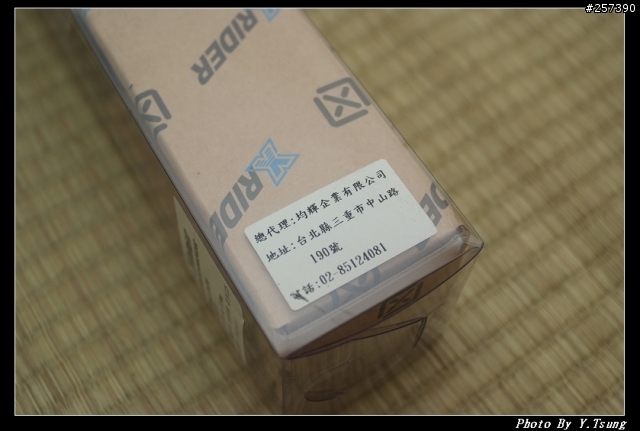 #257390
RIDER
RIDER
總代理:均輝企業有限公司
地址:台北縣三重市中山路
190號
電話:02-85124081
Photo By Y.Tsung